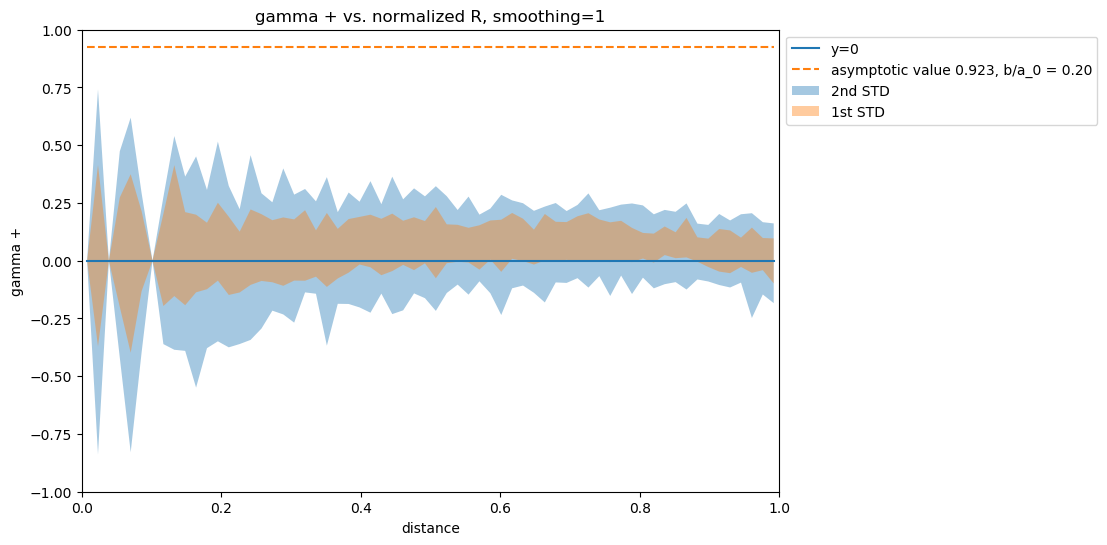 gamma + vs. normalized R, smoothing=1
1.00
0.75
0.50
0.25
0.00
−0.25
−0.50
−0.75
−1.00
gamma +
0.0
0.2
0.4
0.6
0.8
1.0
distance
y=0
asymptotic value 0.923, b/a_0 = 0.20
2nd STD
1st STD